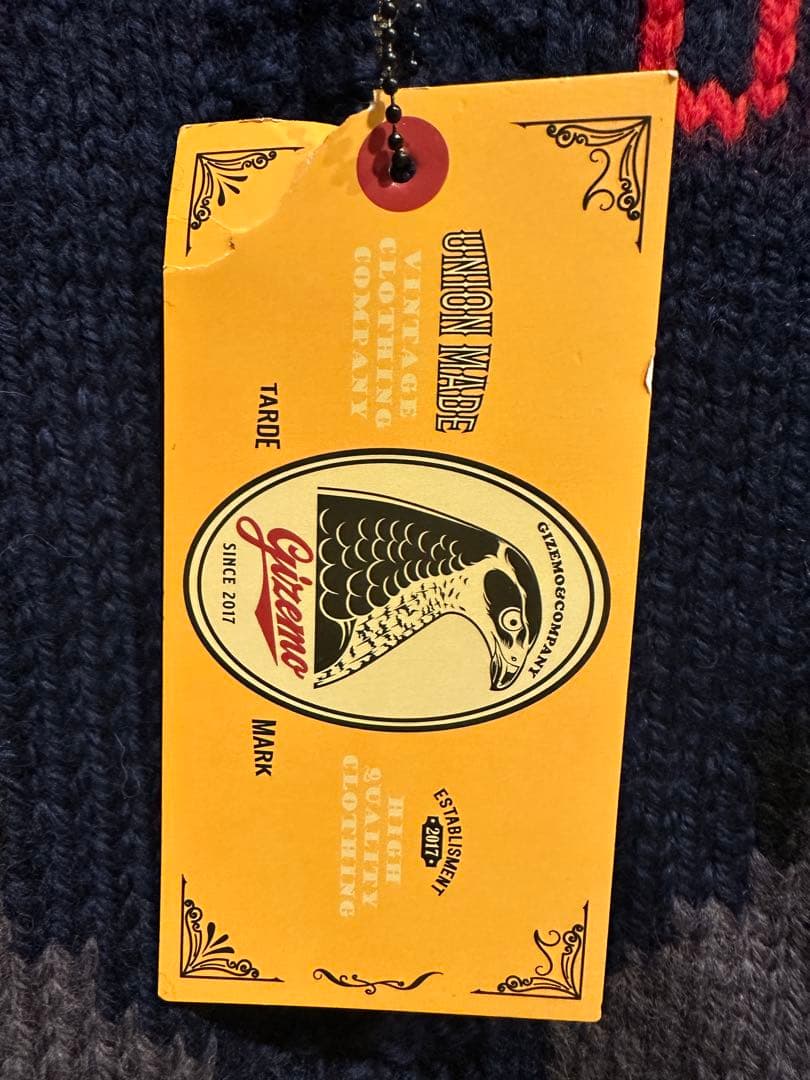 UNION MADE
VINTAGE
CLOTHING
COMPANY
TARDE
GIZEMO&COMPANY
Gizemo
SINCE 2017
MARK
ESTABLISMENT
2017
HIGH
QUALITY
CLOTHING